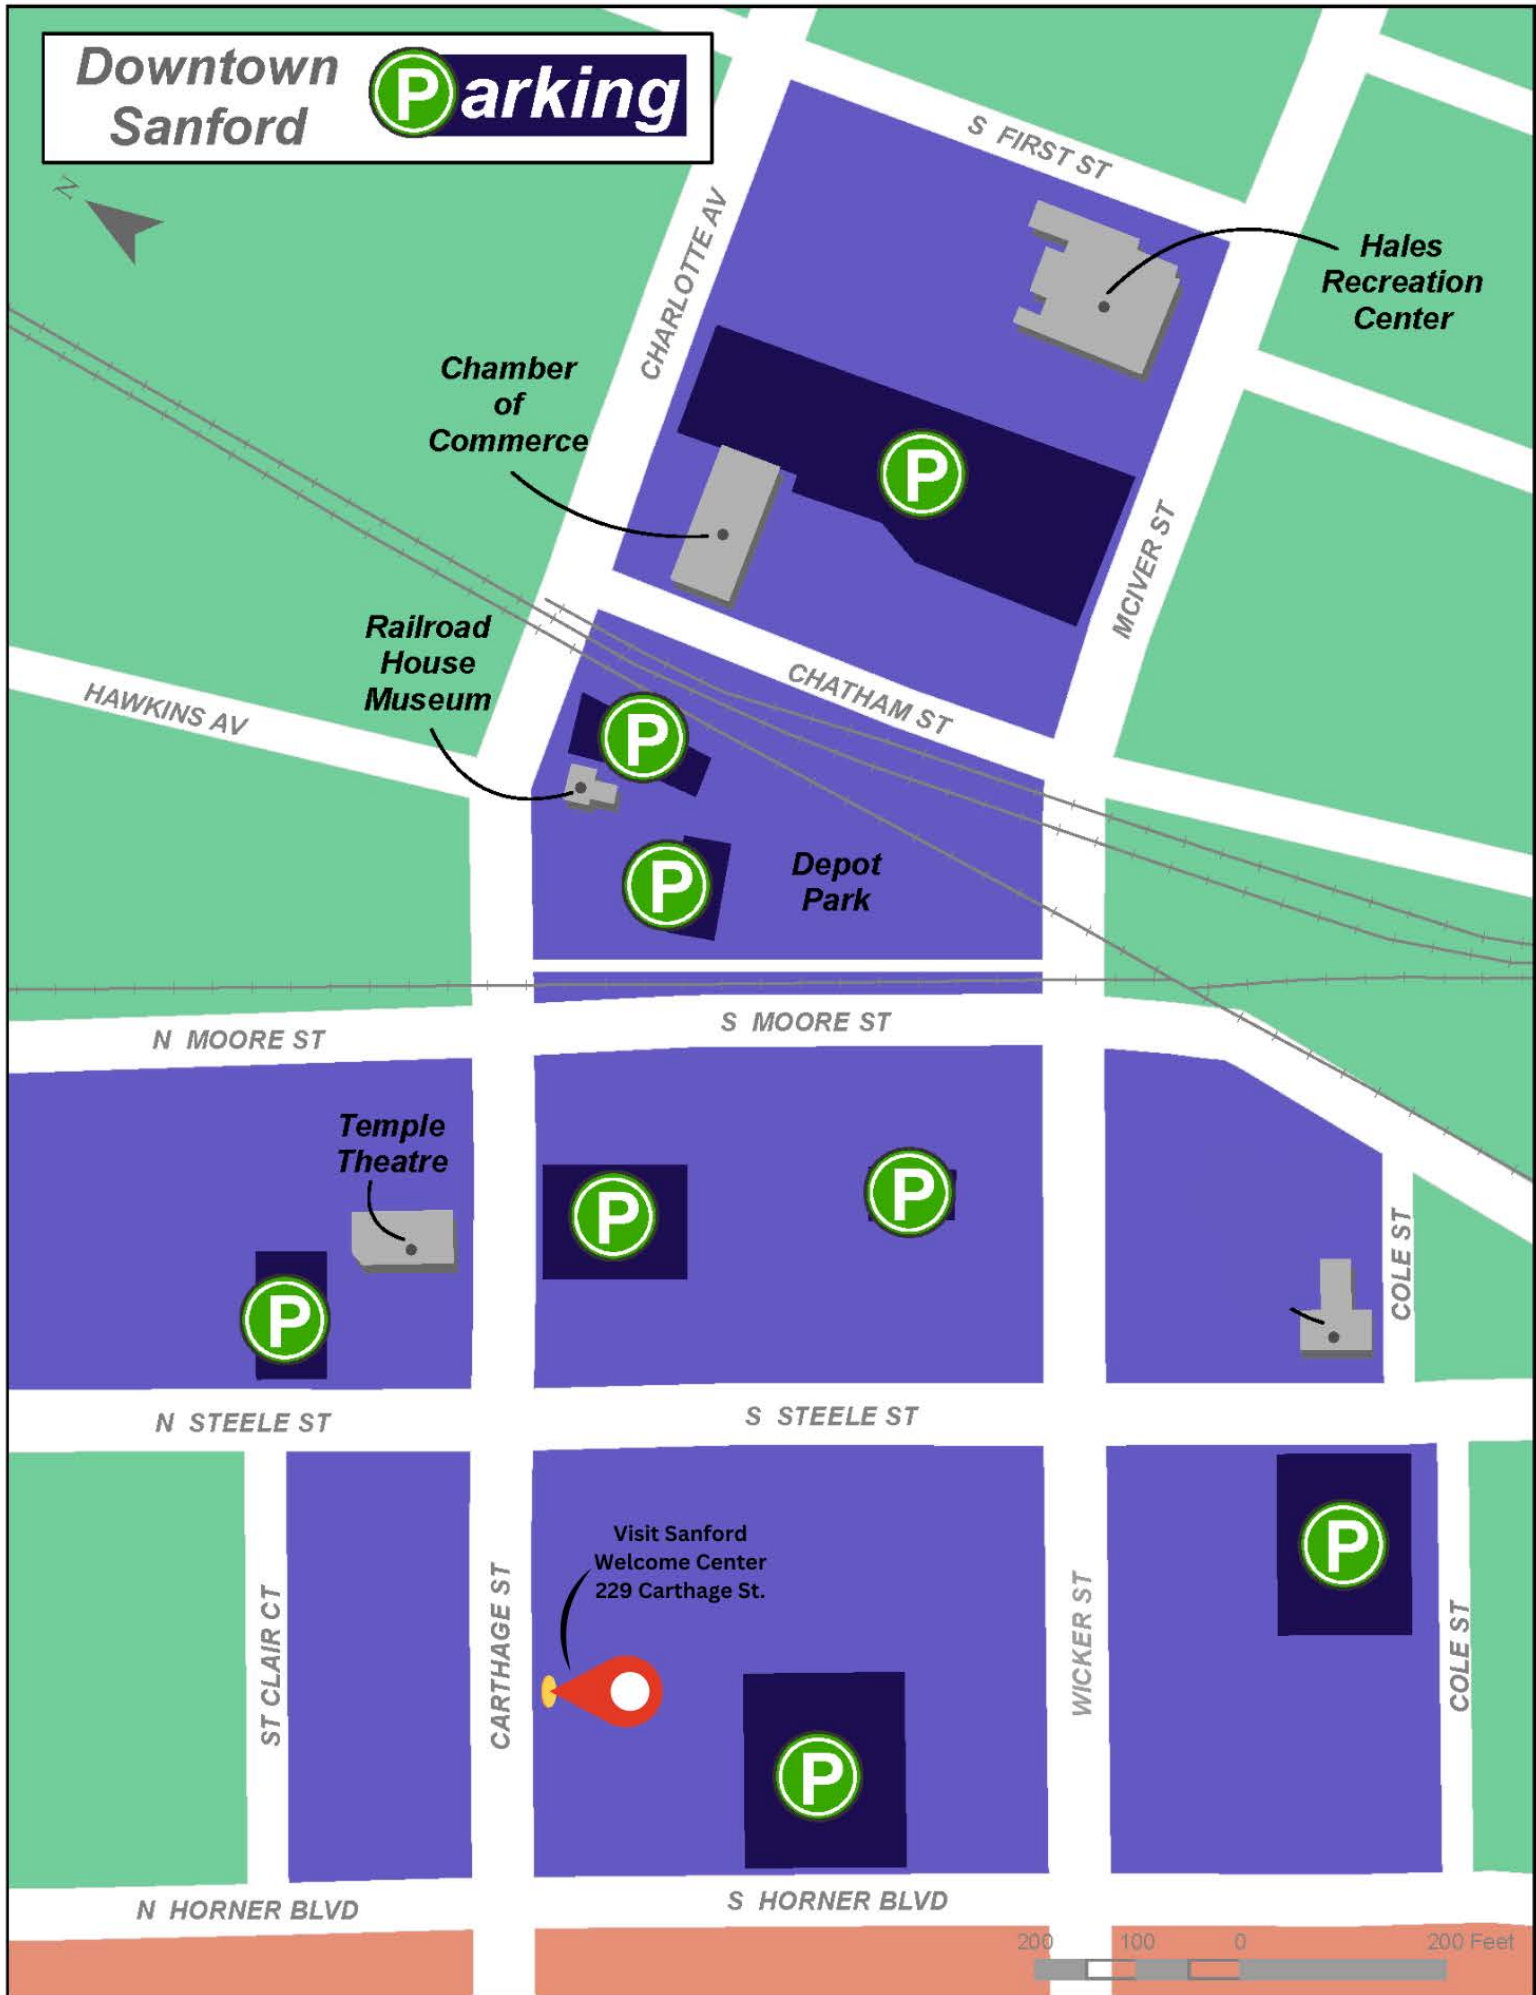 Downtown
Sanford
Parking
N
S FIRST ST
CHARLOTTE AV
Hales
Recreation
Center
Chamber
of
Commerce
P
MCIVER ST
Railroad
House
Museum
HAWKINS AV
CHATHAM ST
P
P
Depot
Park
N MOORE ST
S MOORE ST
Temple
Theatre
P
P
P
COLE ST
N STEELE ST
S STEELE ST
Visit Sanford
Welcome Center
229 Carthage St.
P
ST CLAIR CT
CARTHAGE ST
WICKER ST
COLE ST
P
N HORNER BLVD
S HORNER BLVD
200 100 0 200 Feet